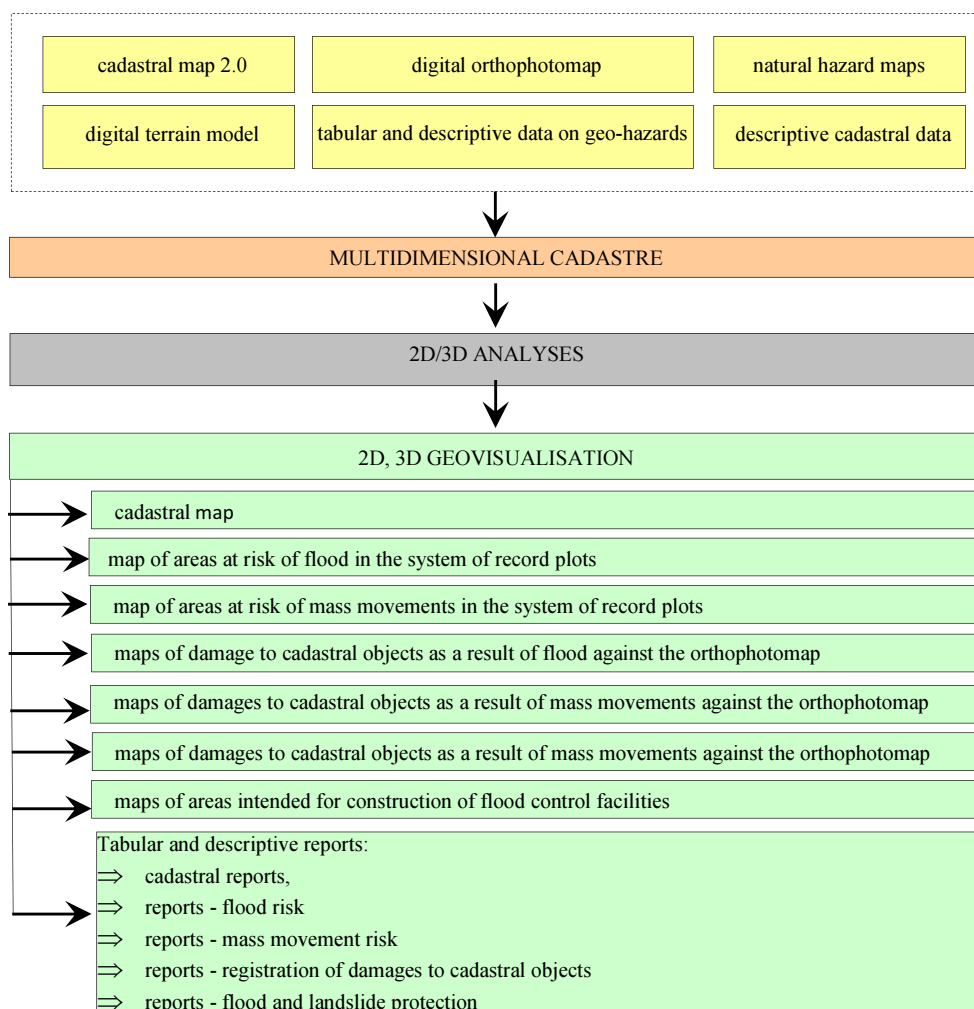 cadastral map 2.0
digital orthophotomap
natural hazard maps
digital terrain model
tabular and descriptive data on geo-hazards
descriptive cadastral data
MULTIDIMENSIONAL CADASTRE
2D/3D ANALYSES
2D, 3D GEOVISUALISATION
cadastral map
map of areas at risk of flood in the system of record plots
map of areas at risk of mass movements in the system of record plots
maps of damage to cadastral objects as a result of flood against the orthophotomap
maps of damages to cadastral objects as a result of mass movements against the orthophotomap
maps of damages to cadastral objects as a result of mass movements against the orthophotomap
maps of areas intended for construction of flood control facilities
Tabular and descriptive reports:
⇒ cadastral reports,
⇒ reports - flood risk
⇒ reports - mass movement risk
⇒ reports - registration of damages to cadastral objects
⇒ reports - flood and landslide protection